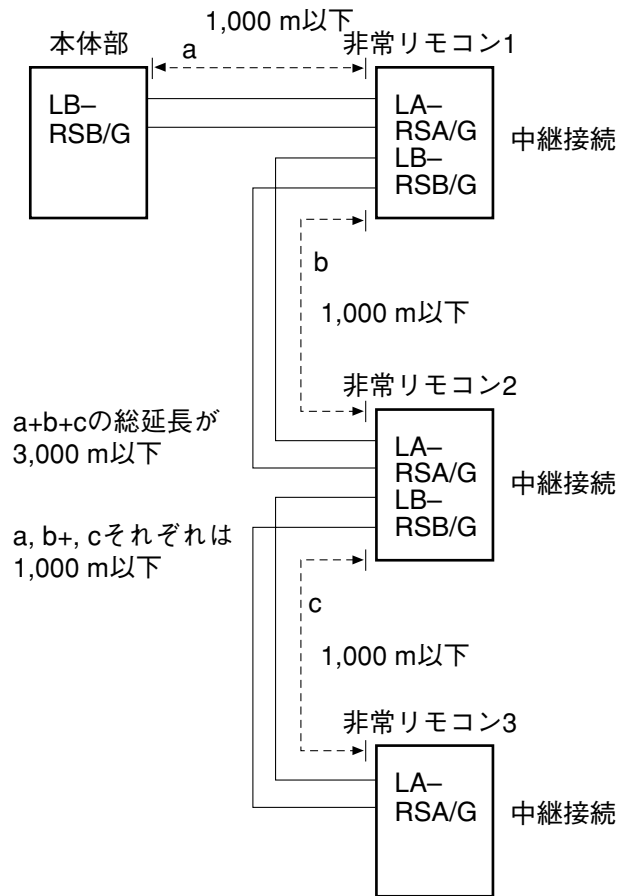 1,000 m以下
本体部
a
非常リモコン1
LB–
RSB/G
LA–
RSA/G
LB–
RSB/G
中継接続
b
1,000 m以下
非常リモコン2
a+b+cの総延長が
3,000 m以下
LA–
RSA/G
LB–
RSB/G
中継接続
a, b+, cそれぞれは
1,000 m以下
c
1,000 m以下
非常リモコン3
LA–
RSA/G
中継接続